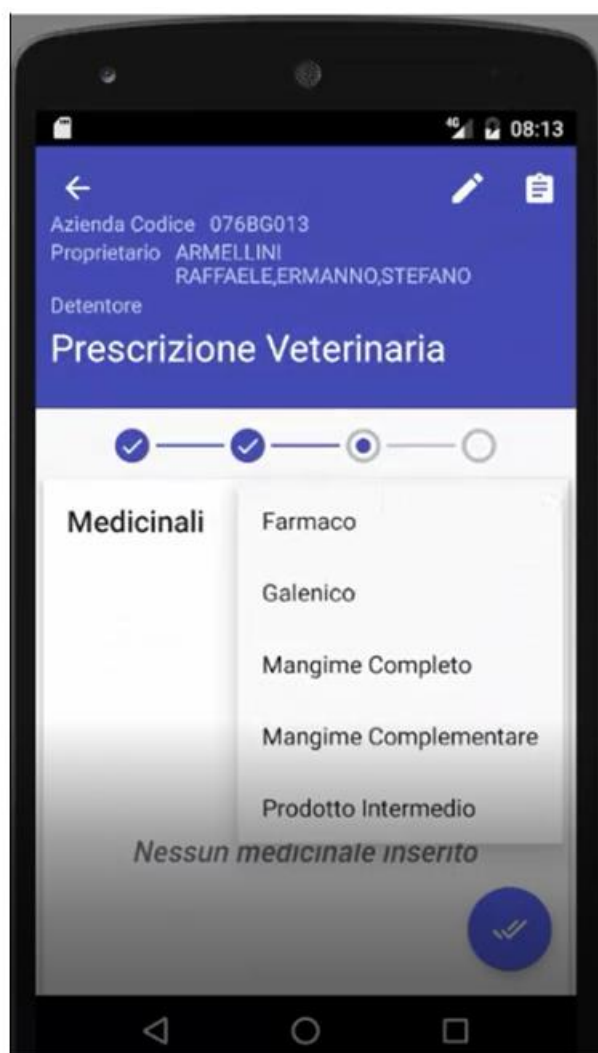 4G 08:13
Azienda Codice 076BG013
Proprietario ARMELLINI
RAFFAELE,ERMANNO,STEFANO
Detentore
Prescrizione Veterinaria
Medicinali
Farmaco
Galenico
Mangime Completo
Mangime Complementare
Prodotto Intermedio
Nessun medicinale inserito